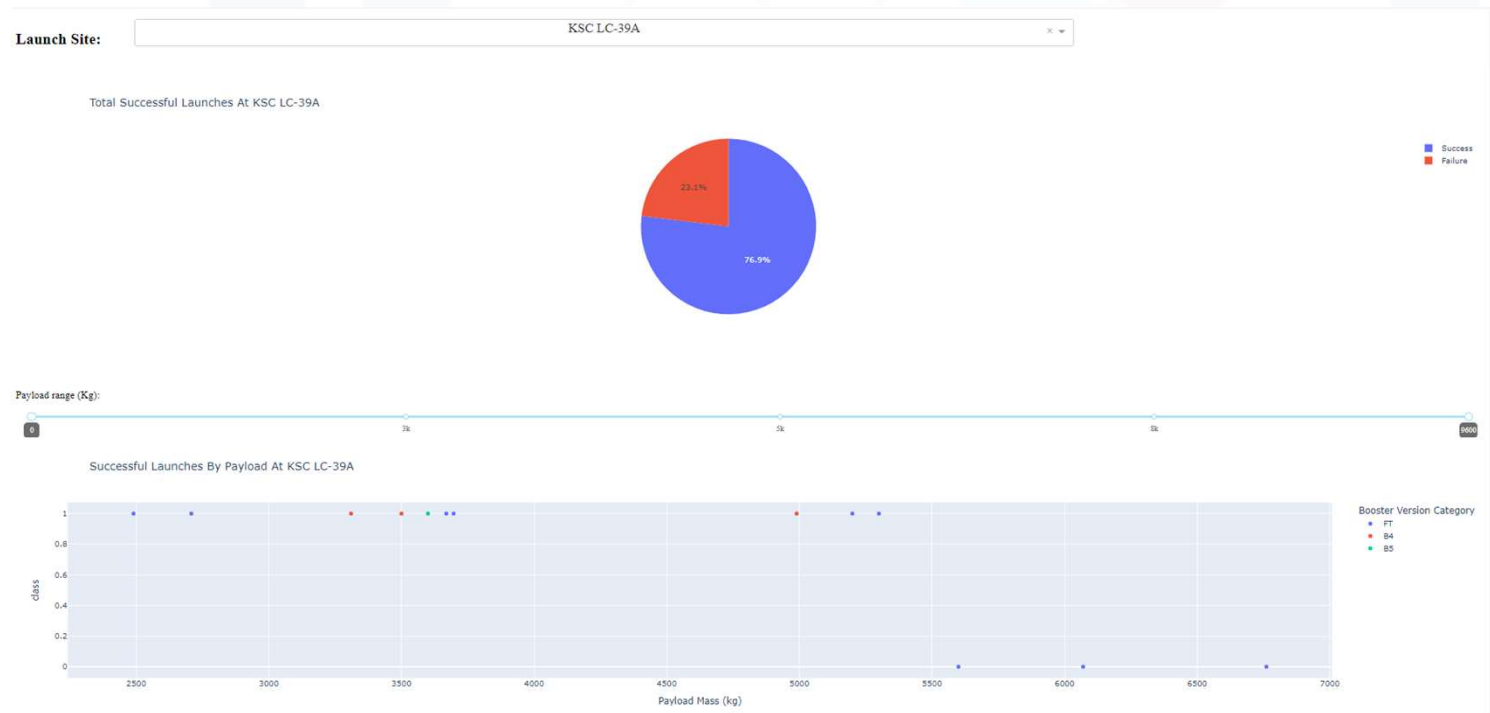 Launch Site:
KSC LC-39A
× 
Total Successful Launches At KSC LC-39A
Success
Failure
23.1%
76.9%
Payload range (Kg):
0 3k 5k 8k 9600
Successful Launches By Payload At KSC LC-39A
Booster Version Category
FT
B4
B5
1
0.8
0.6
0.4
0.2
0
class
2500 3000 3500 4000 4500 5000 5500 6000 6500 7000
Payload Mass (kg)